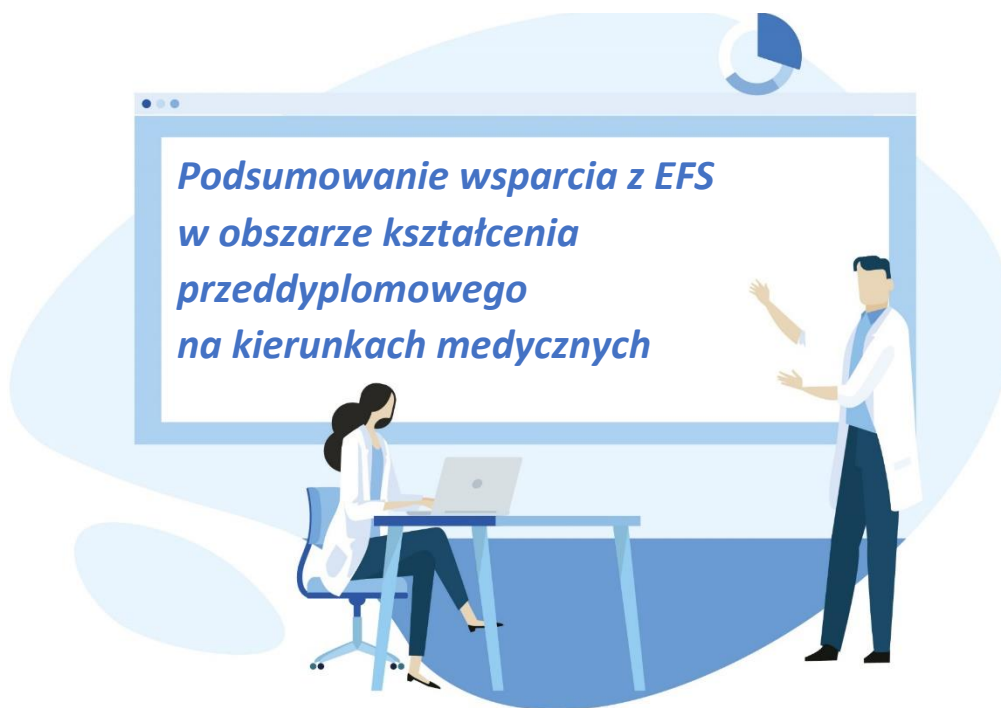 Podsumowanie wsparcia z EFS
w obszarze kształcenia
przeddyplomowego
na kierunkach medycznych